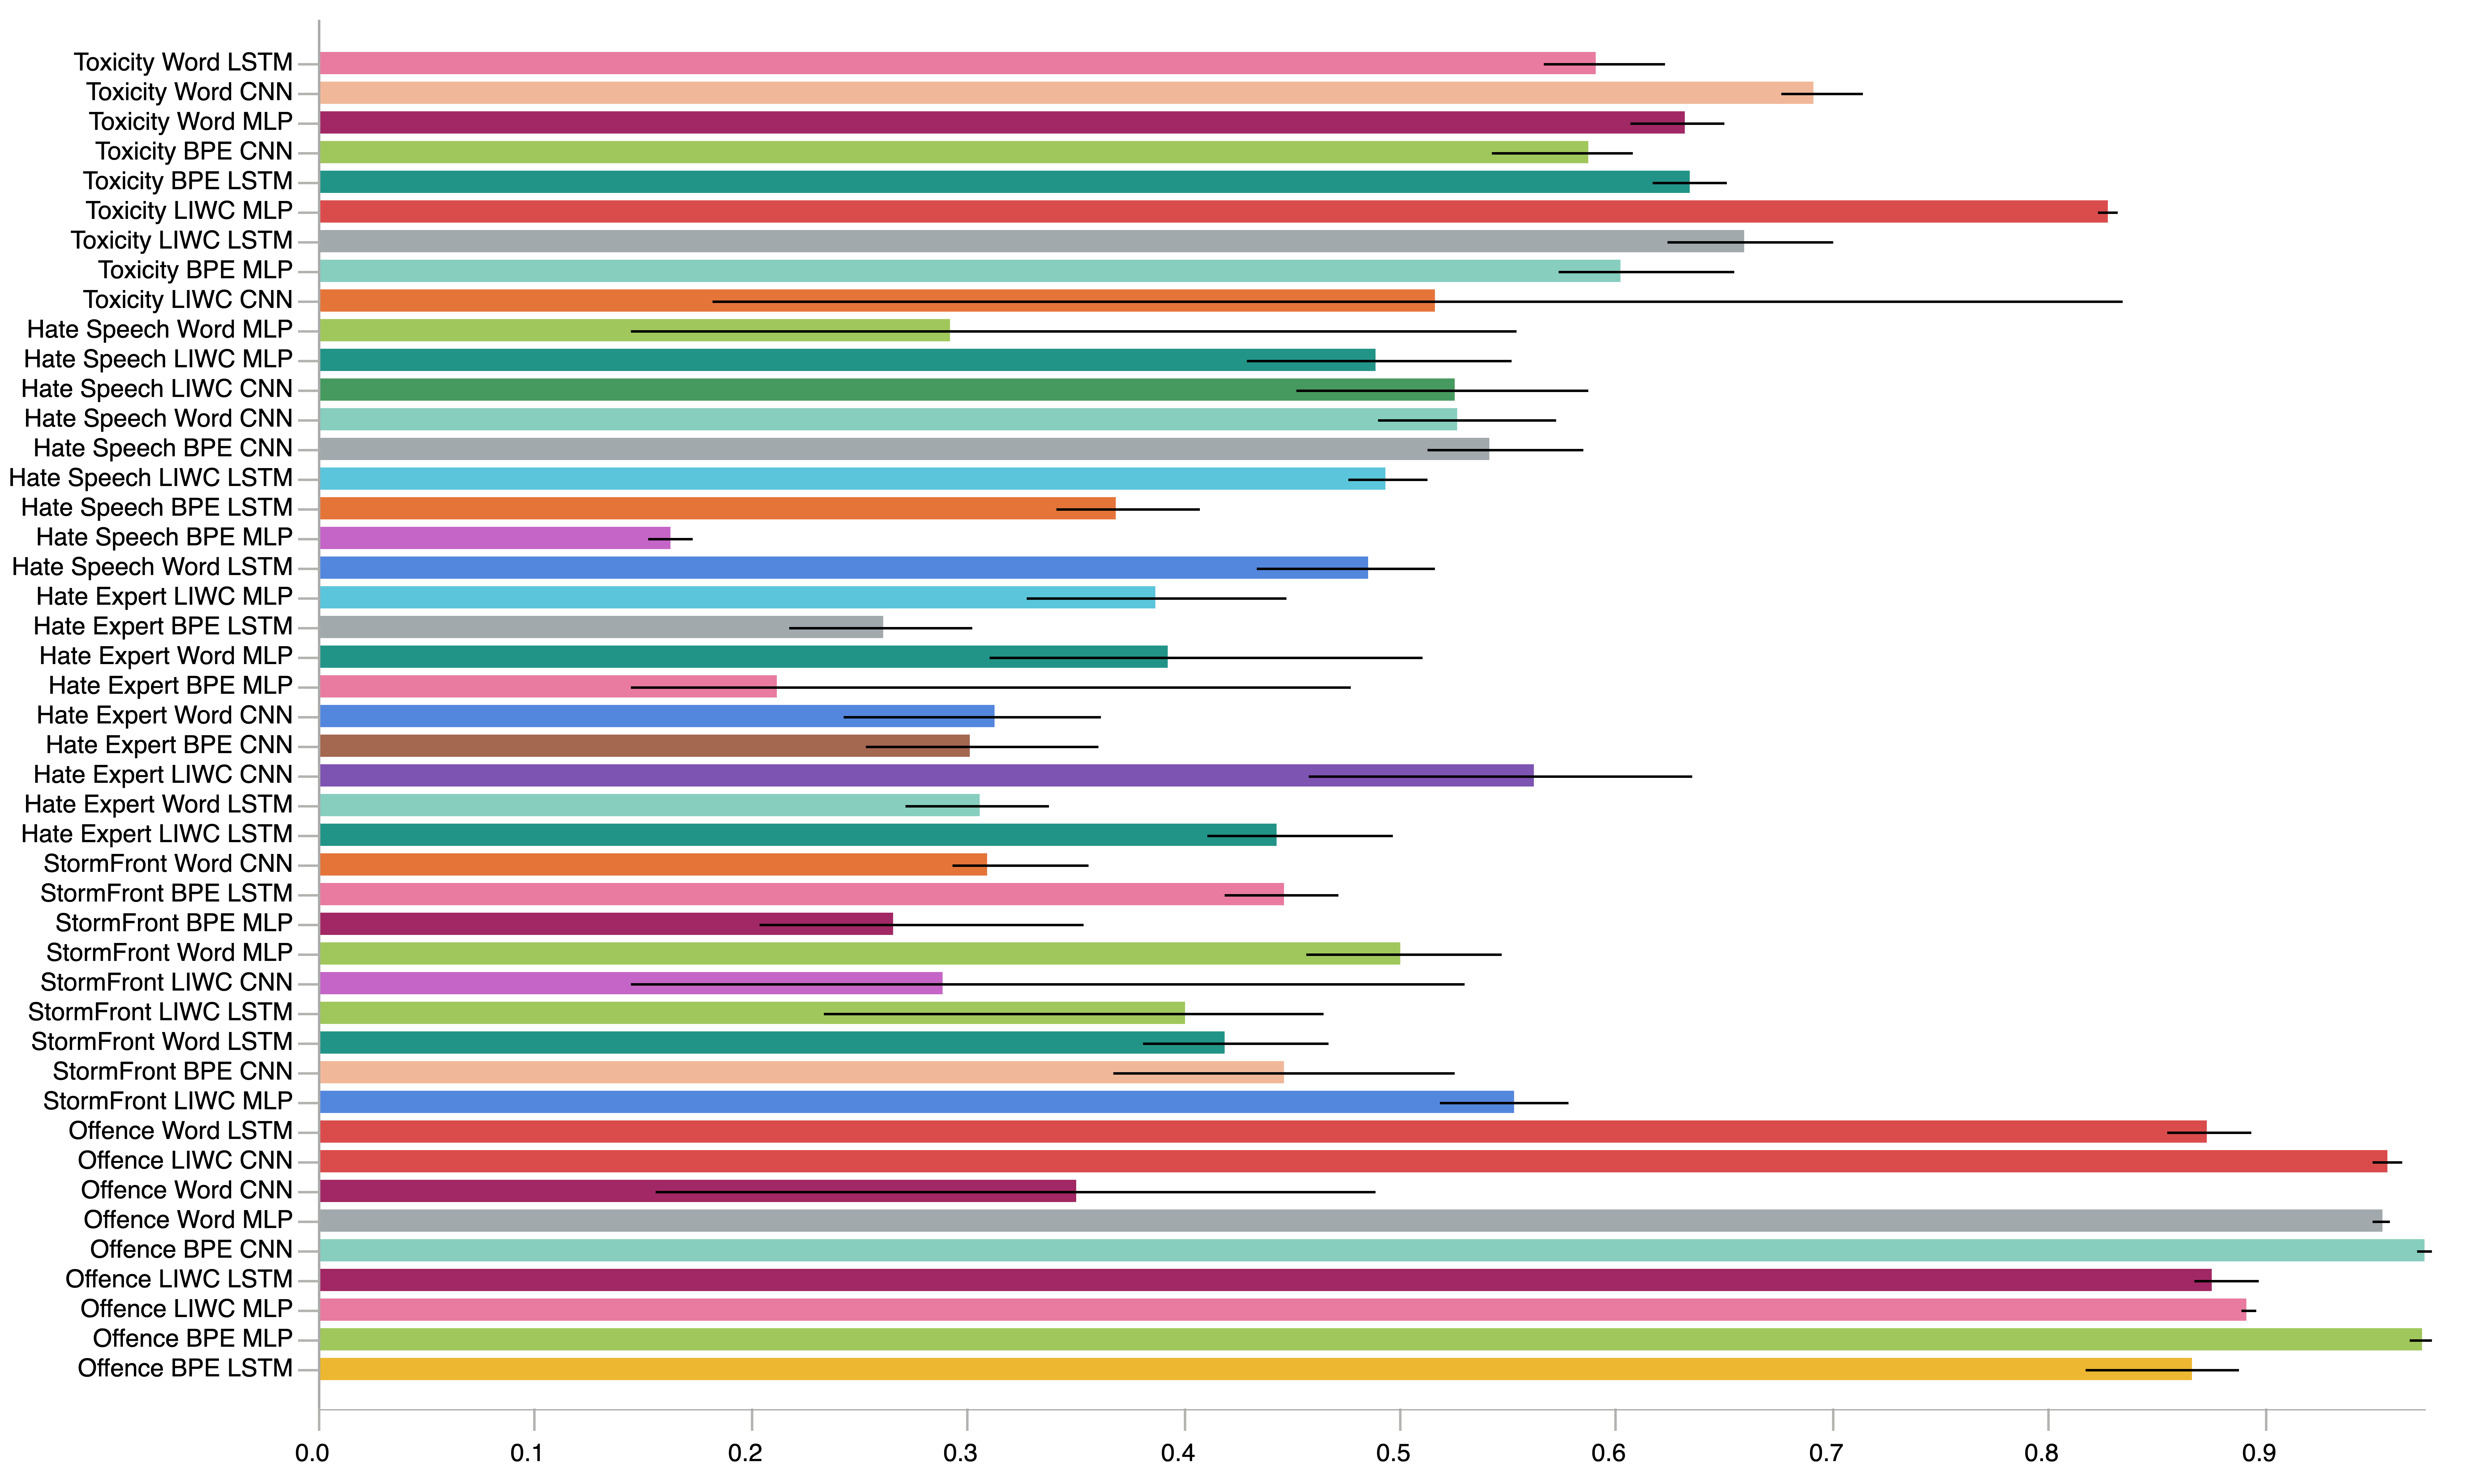 Toxicity Word LSTM
Toxicity Word CNN
Toxicity Word MLP
Toxicity BPE CNN
Toxicity BPE LSTM
Toxicity LIWC MLP
Toxicity LIWC LSTM
Toxicity BPE MLP
Toxicity LIWC CNN
Hate Speech Word MLP
Hate Speech LIWC MLP
Hate Speech LIWC CNN
Hate Speech Word CNN
Hate Speech BPE CNN
Hate Speech LIWC LSTM
Hate Speech BPE LSTM
Hate Speech BPE MLP
Hate Speech Word LSTM
Hate Expert LIWC MLP
Hate Expert BPE LSTM
Hate Expert Word MLP
Hate Expert BPE MLP
Hate Expert Word CNN
Hate Expert BPE CNN
Hate Expert LIWC CNN
Hate Expert Word LSTM
Hate Expert LIWC LSTM
StormFront Word CNN
StormFront BPE LSTM
StormFront BPE MLP
StormFront Word MLP
StormFront LIWC CNN
StormFront LIWC LSTM
StormFront Word LSTM
StormFront BPE CNN
StormFront LIWC MLP
Offence Word LSTM
Offence LIWC CNN
Offence Word CNN
Offence Word MLP
Offence BPE CNN
Offence LIWC LSTM
Offence LIWC MLP
Offence BPE MLP
Offence BPE LSTM
0.0 0.1 0.2 0.3 0.4 0.5 0.6 0.7 0.8 0.9